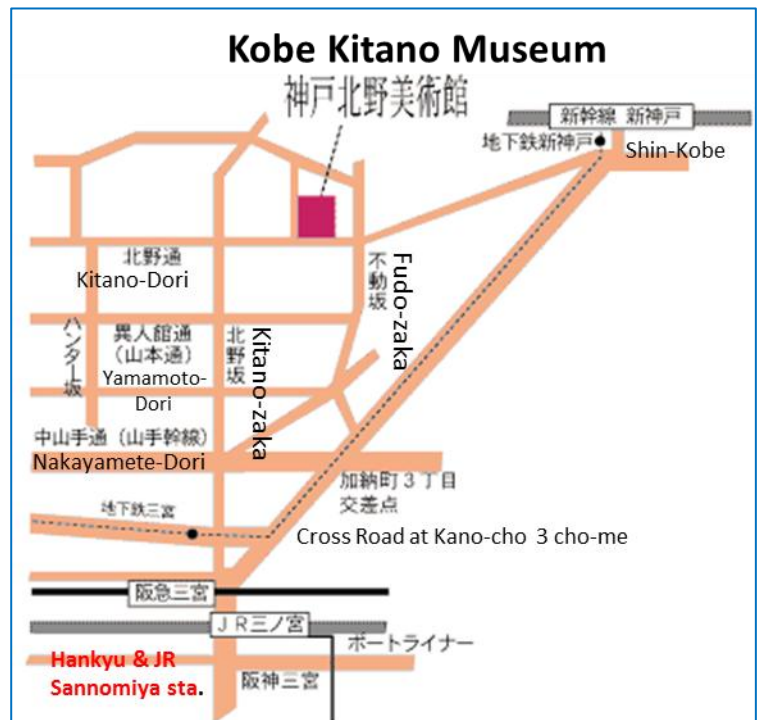 Kobe Kitano Museum
神戸北野美術館
新幹線 新神戸
地下鉄新神戸
Shin-Kobe
北野通
Kitano-Dori
不動坂
Fudo-zaka
ハンター坂
異人館通
(山本通)
Yamamoto-
Dori
北野坂
Kitano-zaka
中山手通(山手幹線)
Nakayamete-Dori
加納町3丁目
交差点
地下鉄三宮
Cross Road at Kano-cho 3 cho-me
阪急三宮
JR三ノ宮
ポートライナー
Hankyu & JR
Sannomiya sta.
阪神三宮